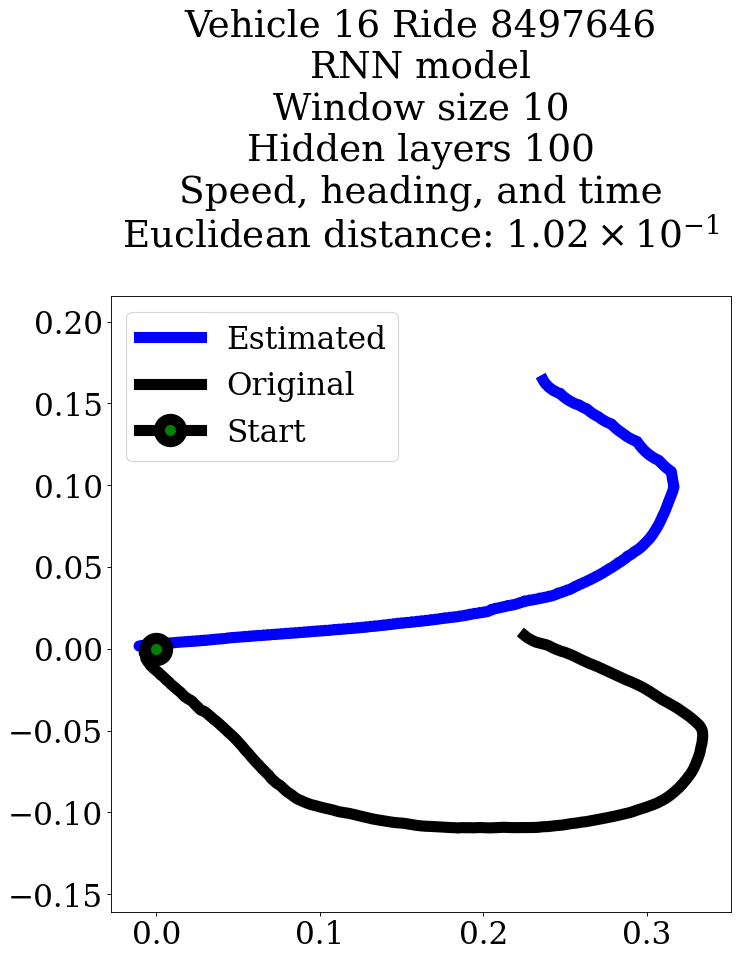 Vehicle 16 Ride 8497646
RNN model
Window size 10
Hidden layers 100
Speed, heading, and time
Euclidean distance: 1.02 × 10⁻¹
Estimated
Original
Start
0.20
0.15
0.10
0.05
0.00
−0.05
−0.10
−0.15
0.0 0.1 0.2 0.3